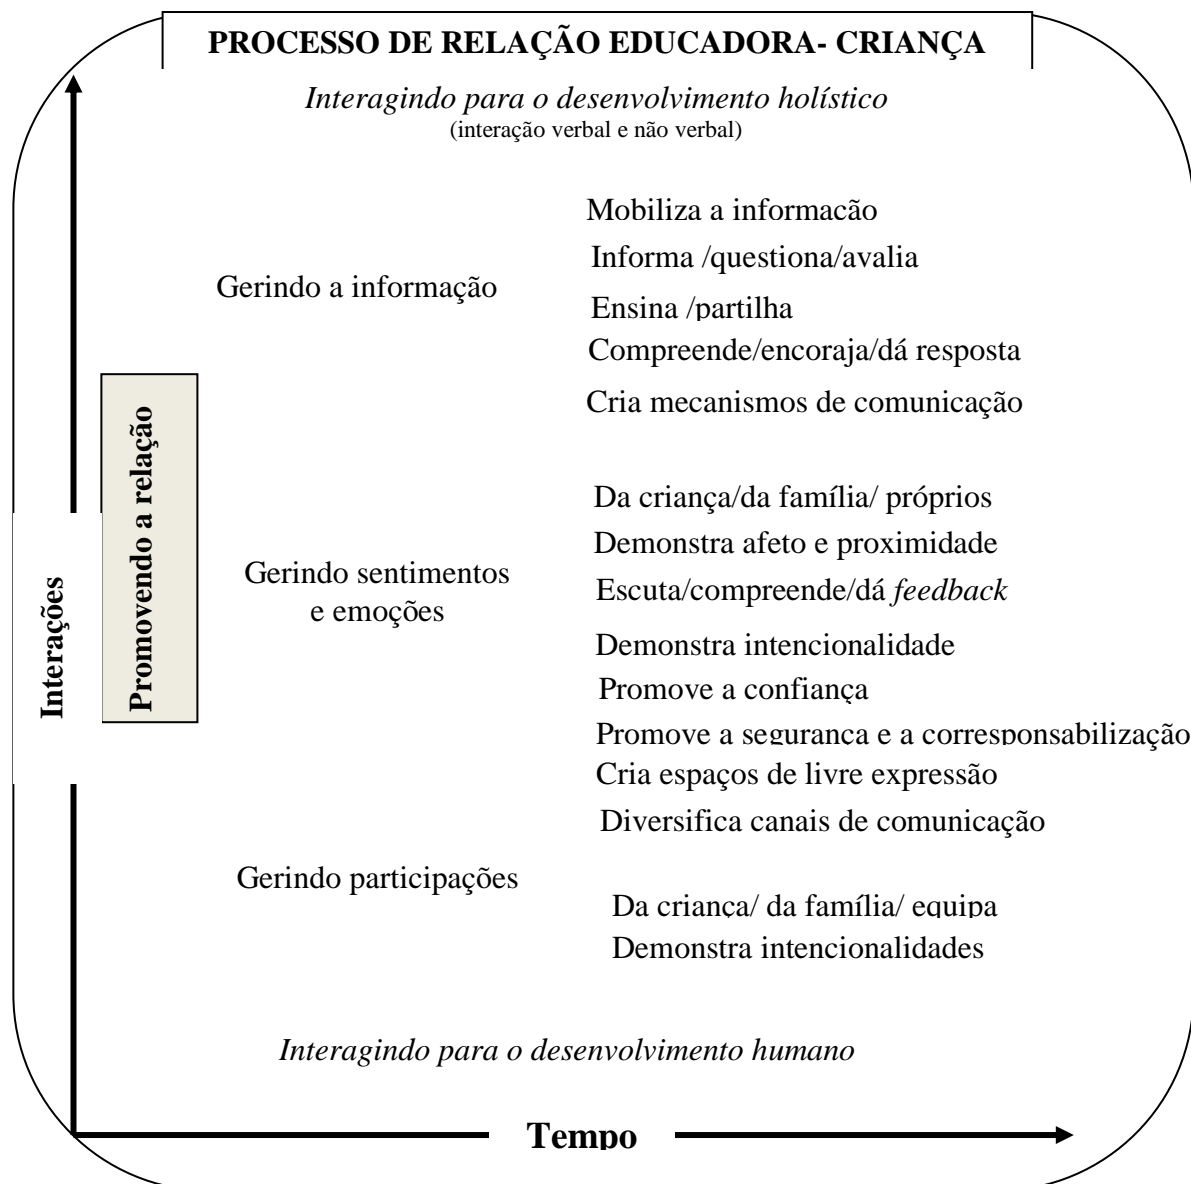 PROCESSO DE RELAÇÃO EDUCADORA- CRIANÇA
Interagindo para o desenvolvimento holístico
(interação verbal e não verbal)
Mobiliza a informacão
Informa /questiona/avalia
Gerindo a informação
Ensina /partilha
Compreende/encoraja/dá resposta
Cria mecanismos de comunicação
Interações
Promovendo a relação
Da criança/da família/ próprios
Demonstra afeto e proximidade
Gerindo sentimentos
e emoções
Escuta/compreende/dá feedback
Demonstra intencionalidade
Promove a confiança
Promove a segurança e a corresponsabilização
Cria espaços de livre expressão
Diversifica canais de comunicação
Gerindo participações
Da criança/ da família/ equipa
Demonstra intencionalidades
Interagindo para o desenvolvimento humano
Tempo